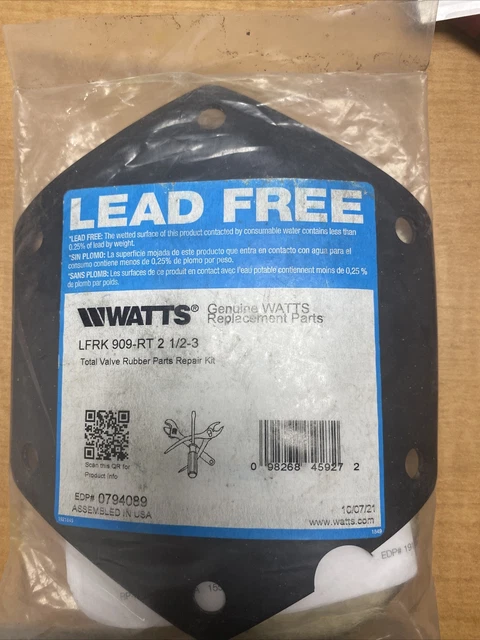 LEAD FREE
*LEAD FREE: The wetted surface of this product contacted by consumable water contains less than
0.25% of lead by weight.
*SIN PLOMO: La superficie mojada de este producto que entra en contacto con agua para el
consumo contiene menos de 0,25% de plomo por peso.
*SANS PLOMB: Les surfaces de ce produit en contact avec l'eau potable contiennent moins de 0,25 %
de plomb par poids.
WATTS® Genuine WATTS
Replacement Parts
LFRK 909-RT 2 1/2-3
Total Valve Rubber Parts Repair Kit
Scan this QR for
Product Info
0 98268 45927 2
EDP# 0794089
ASSEMBLED IN USA
10/07/21
www.watts.com
EDP#